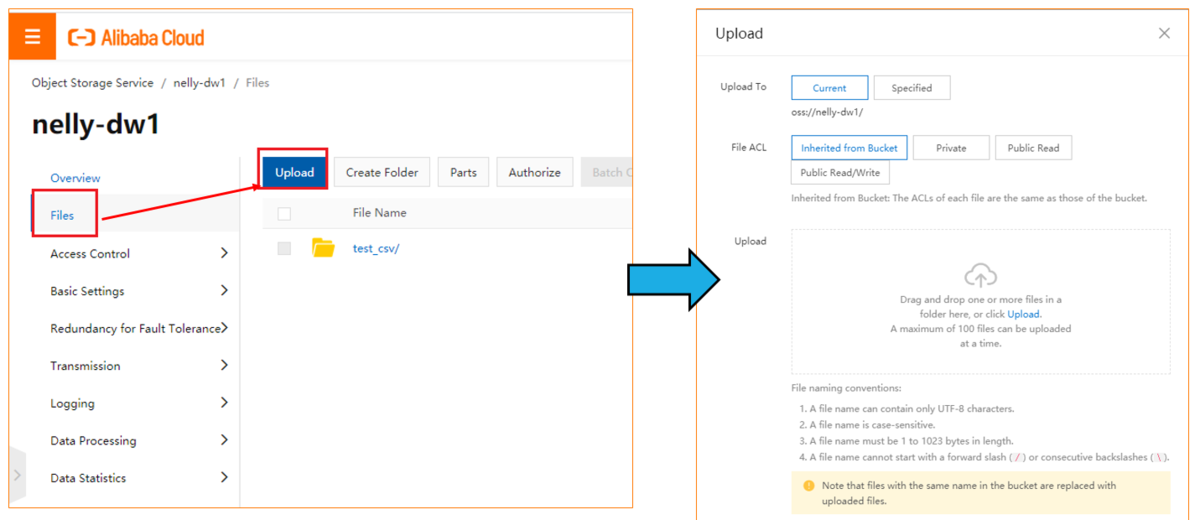 Alibaba Cloud
Object Storage Service / nelly-dw1 / Files
nelly-dw1
Overview
Files
Access Control
Basic Settings
Redundancy for Fault Tolerance
Transmission
Logging
Data Processing
Data Statistics
Upload Create Folder Parts Authorize Batch
File Name
test_csv/
Upload
Upload To Current Specified
oss://nelly-dw1/
File ACL Inherited from Bucket Private Public Read
Public Read/Write
Inherited from Bucket: The ACLs of each file are the same as those of the bucket.
Upload
Drag and drop one or more files in a
folder here, or click Upload.
A maximum of 100 files can be uploaded
at a time.
File naming conventions:
1. A file name can contain only UTF-8 characters.
2. A file name is case-sensitive.
3. A file name must be 1 to 1023 bytes in length.
4. A file name cannot start with a forward slash (/) or consecutive backslashes (\).
Note that files with the same name in the bucket are replaced with
uploaded files.